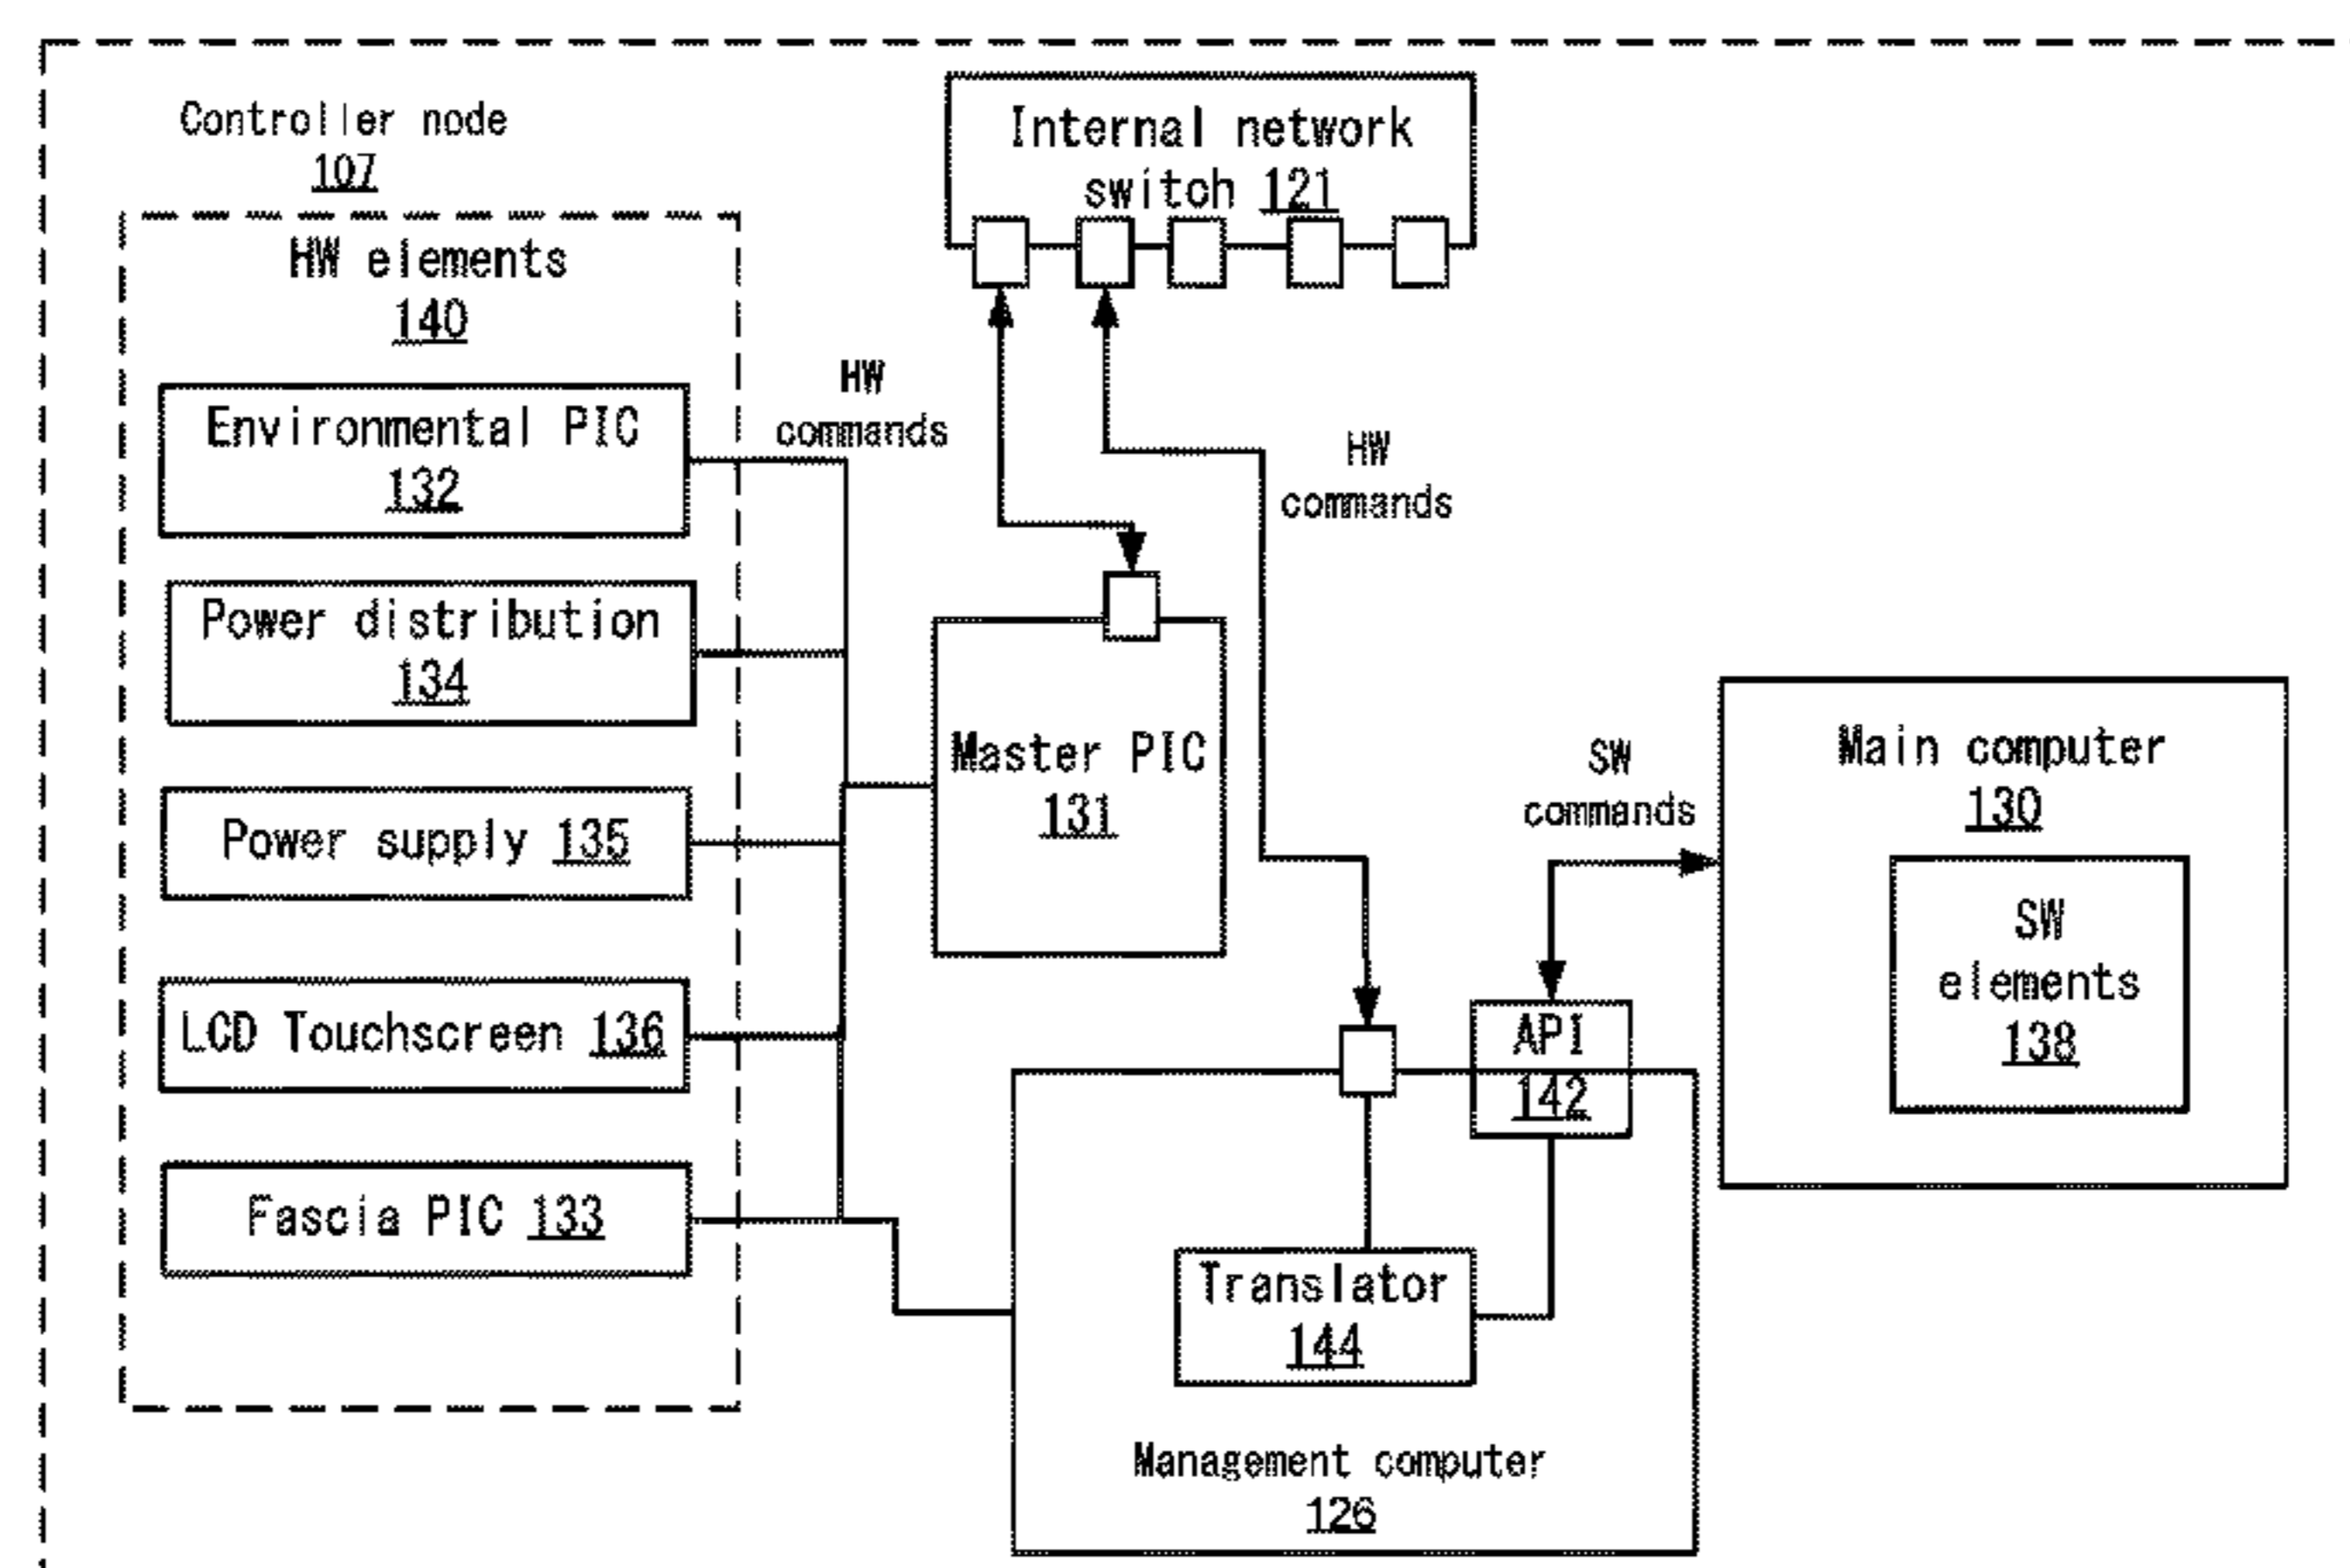 Controller node
107
HW elements
140
Environmental PIC
132
Power distribution
134
Power supply 135
LCD Touchscreen 136
Fascia PIC 133
HW
commands
Internal network
switch 121
HW
commands
Master PIC
131
SW
commands
Main computer
130
SW
elements
138
API
142
Translator
144
Management computer
126